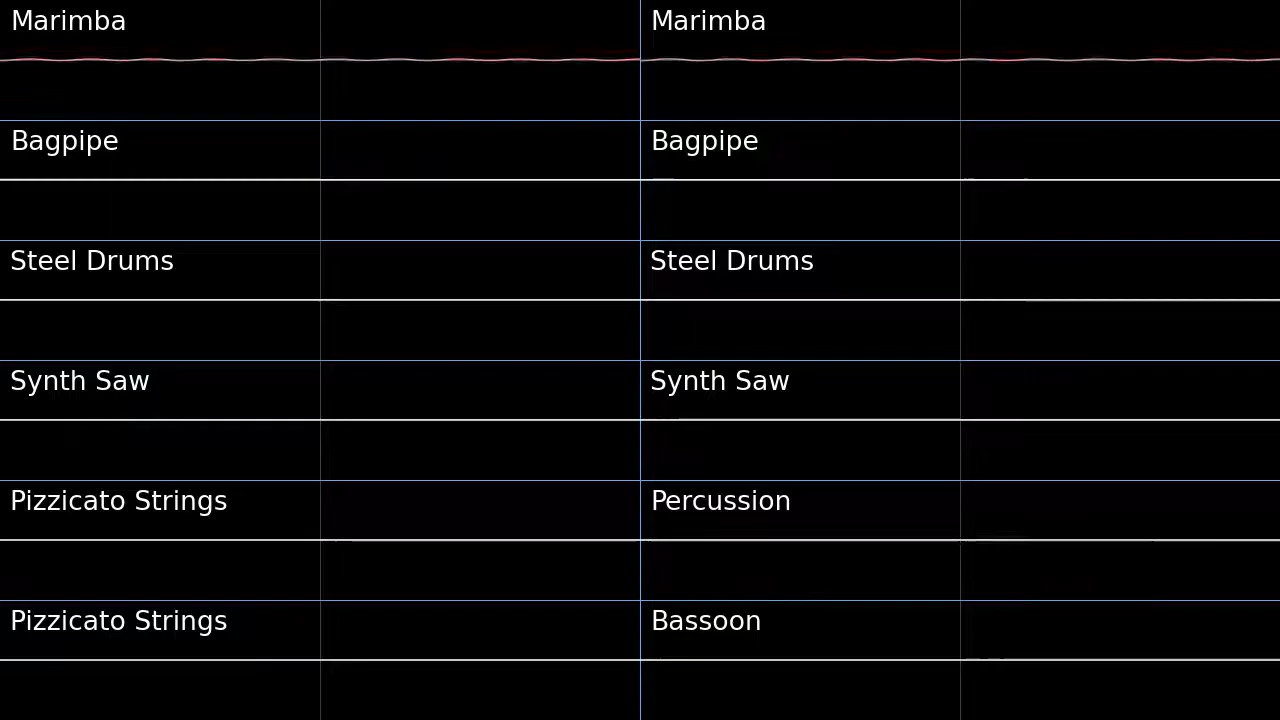 Marimba Marimba
Bagpipe Bagpipe
Steel Drums Steel Drums
Synth Saw Synth Saw
Pizzicato Strings Percussion
Pizzicato Strings Bassoon